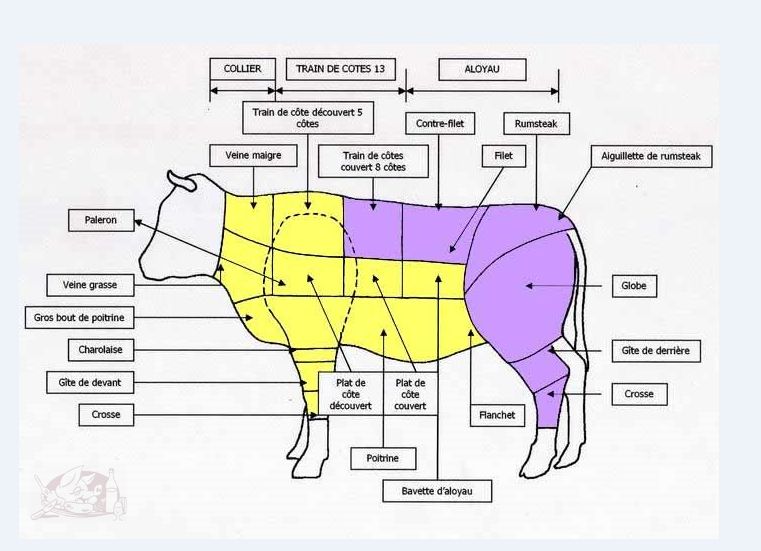 COLLIER
TRAIN DE COTES 13
ALOYAU
Train de côte découvert 5
côtes
Contre-filet
Rumsteak
Veine maigre
Train de côtes
couvert 8 côtes
Filet
Aiguillette de rumsteak
Paleron
Veine grasse
Globe
Gros bout de poitrine
Charolaise
Gîte de derrière
Gîte de devant
Plat de
côte
découvert
Plat de
côte
couvert
Crosse
Crosse
Flanchet
Poitrine
Bavette d'aloyau